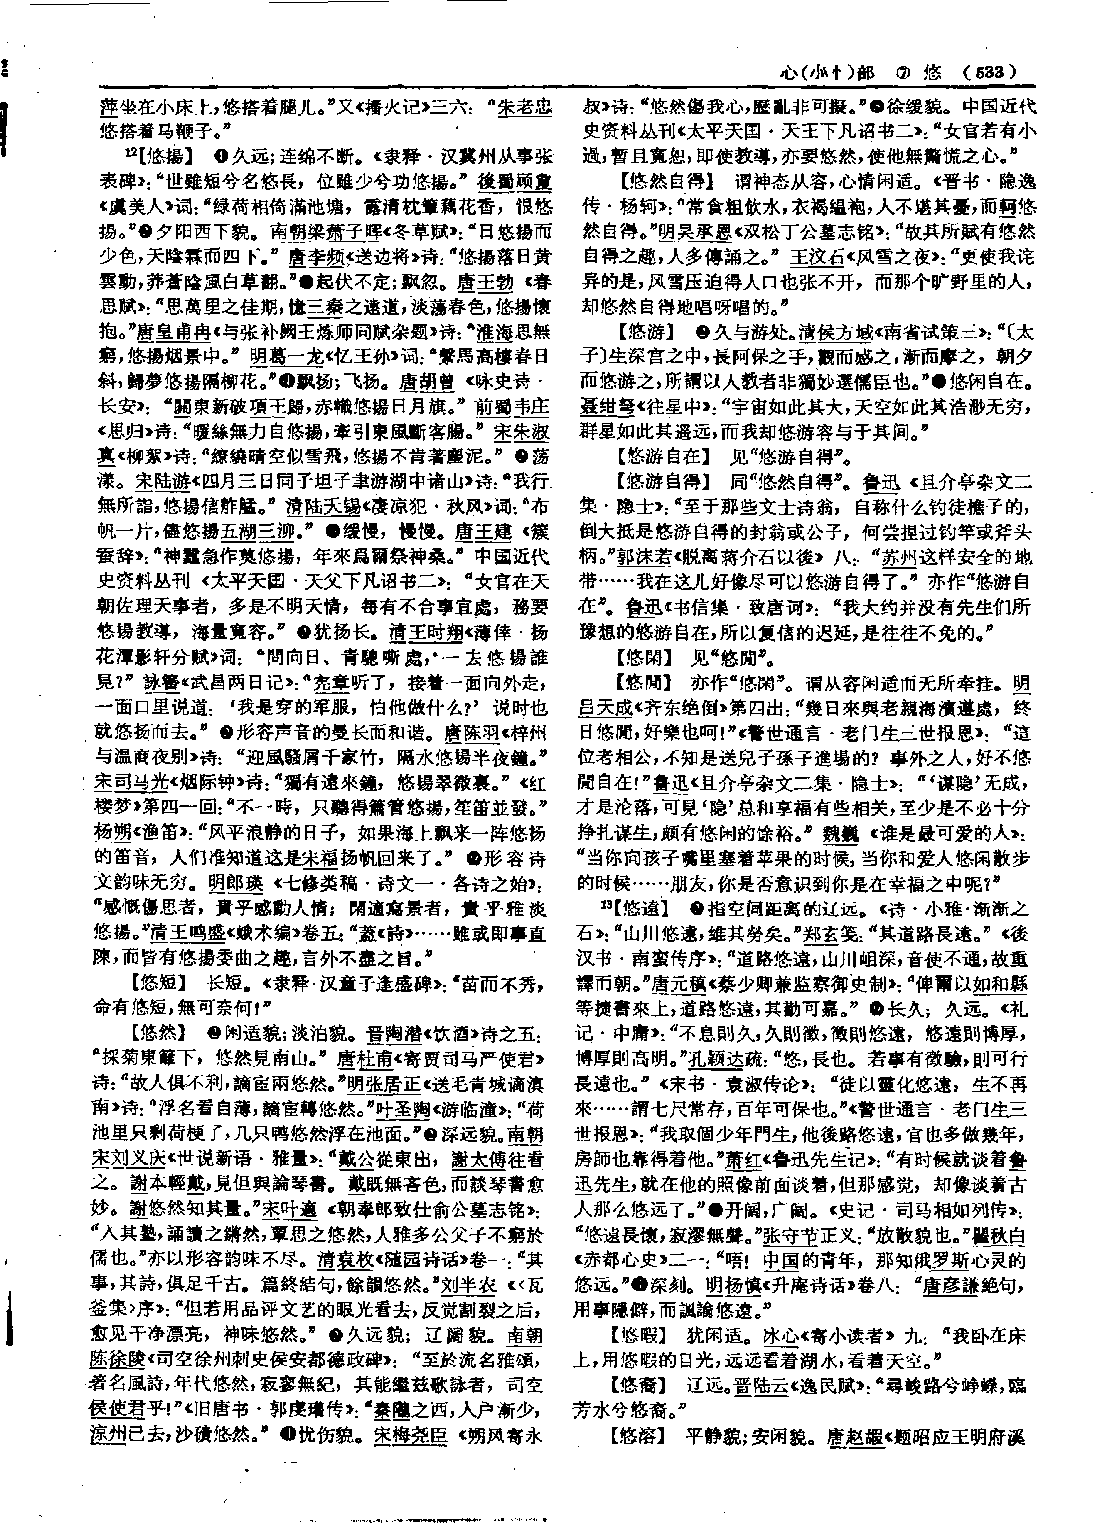 心(小忄)部 ⑦ 悠 (533)
萍坐在小床上,悠搭着腿儿。”又《播火记》三六: “朱老忠
悠搭着马鞭子。”
¹²【悠揚】 ❶久远;连绵不断。《隶释·汉冀州从事张
表碑》:“世雖短兮名悠長, 位雖少兮功悠揚。” 後蜀顾敻
《虞美人》词:“绿荷相倚满池塘, 露清枕簟藕花香, 恨悠
揚。”❷夕阳西下貌。 南朝梁萧子晖《冬草赋》:“日悠揚而
少色,天陰霖而四下。” 唐李频《送边将》诗:“悠揚落日黄
雲動,莽蒼陰風白草翻。”❸起伏不定;飘忽。 唐王勃 《春
思赋》:“思萬里之佳期,憶三秦之遠道,淡荡春色,悠揚懷
抱。”唐皇甫冉《与张补阙王炼师同赋杂题》诗:“淮海思無
窮,悠揚烟景中。” 明葛一龙《忆王孙》词:“繫馬高樓春日
斜,歸夢悠揚隔柳花。”❹飘扬;飞扬。 唐胡曾 《咏史诗·
长安》: “關東新破項王歸,赤幟悠揚日月旗。” 前蜀韦庄
《思归》诗:“暖絲無力自悠揚,牽引東風斷客腸。” 宋朱淑
真《柳絮》诗:“繚繞晴空似雪飛,悠揚不肯著塵泥。” ❺荡
漾。宋陆游《四月三日同子坦子聿游湖中诸山》诗:“我行
無所詣,悠揚信舴艋。” 清陆天锡《凄凉犯·秋风》词:“布
帆一片,儘悠揚五湖三泖。” ❻缓慢,慢慢。唐王建 《簇
蚕辞》:“神蠶急作莫悠揚, 年來爲爾祭神桑。” 中国近代
史资料丛刊 《太平天国·天父下凡诏书二》: “女官在天
朝佐理天事者, 多是不明天情, 每有不合事宜處, 務要
悠揚教導, 海量寬容。” ❼犹扬长。清王时翔《薄倖·扬
花潭影轩分赋》词: “問向日、青驄嘶處,一去悠揚誰
見?” 詠簪《武昌两日记》:“尧章听了, 接着一面向外走,
一面口里说道: ‘我是穿的军服, 怕他做什么?’ 说时也
就悠扬而去。” ❽形容声音的曼长而和谐。唐陈羽《梓州
与温商夜别》诗: “迎風騷屑千家竹, 隔水悠揚半夜鐘。”
宋司马光《烟际钟》诗:“獨有遠來鐘, 悠揚翠微裏。” 《红
楼梦》第四一回:“不一時, 只聽得簫管悠揚,笙笛並發。”
杨朔《渔笛》:“风平浪静的日子, 如果海上飘来一阵悠扬
的笛音, 人们准知道这是宋福扬帆回来了。” ❾形容诗
文韵味无穷。明郎瑛 《七修类稿·诗文一·各诗之始》:
“感慨傷思者, 貴乎感動人情; 閑適寫景者, 貴乎雅淡
悠揚。”清王鸣盛《蛾术编》卷五:“蓋《詩》……雖或即事直
陳,而皆有悠揚委曲之趣,言外不盡之旨。”
【悠短】 长短。《隶释·汉童子逢盛碑》:“苗而不秀,
命有悠短,無可奈何!”
【悠然】 ❶闲适貌;淡泊貌。晋陶潜《饮酒》诗之五:
“採菊東籬下, 悠然見南山。” 唐杜甫《寄贾司马严使君》
诗:“故人俱不利,謫宦兩悠然。”明张居正《送毛青城谪滇
南》诗:“浮名看自薄,謫宦轉悠然。”叶圣陶《游临潼》:“荷
池里只剩荷梗了,几只鸭悠然浮在池面。”❷深远貌。南朝
宋刘义庆《世说新语·雅量》:“戴公從東出, 謝太傅往看
之。 謝本輕戴,見但與論琴書。 戴既無吝色,而談琴書愈
妙。 謝悠然知其量。”宋叶適 《朝奉郎致仕俞公墓志铭》:
“入其塾,誦讀之鏘然,覃思之悠然,人雅多公父子不窮於
儒也。”亦以形容韵味不尽。清袁枚《随园诗话》卷一:“其
事,其詩,俱足千古。篇終結句,餘韻悠然。”刘半农 《〈瓦
釜集〉序》:“但若用品评文艺的眼光看去,反觉割裂之后,
愈见干净漂亮, 神味悠然。” ❸久远貌; 辽阔貌。南朝
陈徐陵《司空徐州刺史侯安都德政碑》: “至於流名雅頌,
著名風詩,年代悠然,寂寥無紀, 其能繼兹歌詠者, 司空
侯使君乎!”《旧唐书·郭虔瓘传》:“秦隴之西,人户漸少,
涼州已去,沙磧悠然。” ❹忧伤貌。宋梅尧臣 《朔风寄永
叔》诗:“悠然傷我心,歷亂非可擬。”❺徐缓貌。中国近代
史资料丛刊《太平天国·天王下凡诏书二》:“女官若有小
過,暫且寬恕,即使教導,亦要悠然,使他無驚慌之心。”
【悠然自得】 谓神态从容,心情闲适。《晋书·隐逸
传·杨轲》:“常食粗飲水,衣褐緼袍,人不堪其憂,而軻悠
然自得。”明吴承恩《双松丁公墓志铭》:“故其所賦有悠然
自得之趣,人多傳誦之。” 王汶石《风雪之夜》:“更使我诧
异的是,风雪压迫得人口也张不开, 而那个旷野里的人,
却悠然自得地唱呀唱的。”
【悠游】 ❶久与游处。清侯方域《南省试策三》:“〔太
子〕生深宫之中,長阿保之手,觀而感之,漸而摩之, 朝夕
而悠游之,所謂以人教者非獨妙選儒臣也。”❷悠闲自在。
聂绀弩《往星中》:“宇宙如此其大,天空如此其浩渺无穷,
群星如此其遥远,而我却悠游容与于其间。”
【悠游自在】 见“悠游自得”。
【悠游自得】 同“悠然自得”。 鲁迅 《且介亭杂文二
集·隐士》:“至于那些文士诗翁, 自称什么钓徒樵子的,
倒大抵是悠游自得的封翁或公子, 何尝捏过钓竿或斧头
柄。”郭沫若《脱离蒋介石以後》 八: “苏州这样安全的地
带……我在这儿好像尽可以悠游自得了。” 亦作“悠游自
在”。鲁迅《书信集·致唐诃》: “我大约并没有先生们所
豫想的悠游自在,所以复信的迟延,是往往不免的。”
【悠閑】 见“悠閒”。
【悠閒】 亦作“悠閑”。谓从容闲适而无所牵挂。明
吕天成《齐东绝倒》第四出:“幾日來與老親海濱遵處, 终
日悠閒,好樂也呵!”《警世通言·老门生三世报恩》: “這
位老相公,不知是送兒子孫子進場的? 事外之人,好不悠
閒自在!”鲁迅《且介亭杂文二集·隐士》: “‘谋隐’无成,
才是沦落,可見‘隐’总和享福有些相关,至少是不必十分
挣扎谋生,颇有悠闲的馀裕。” 魏巍 《谁是最可爱的人》:
“当你向孩子嘴里塞着苹果的时候,当你和爱人悠闲散步
的时候……朋友,你是否意识到你是在幸福之中呢?”
¹³【悠遠】 ❶指空间距离的辽远。《诗·小雅·渐渐之
石》:“山川悠遠,維其勞矣。”郑玄笺:“其道路長遠。” 《後
汉书·南蛮传序》:“道路悠遠,山川岨深,音使不通,故重
譯而朝。”唐元稹《蔡少卿兼监察御史制》:“俾爾以如和縣
等捷書來上,道路悠遠,其勤可嘉。” ❷长久; 久远。《礼
记·中庸》:“不息則久,久則徵,徵則悠遠, 悠遠則博厚,
博厚則高明。”孔颖达疏:“悠,長也。若事有徵驗,則可行
長遠也。” 《宋书·袁淑传论》: “徒以靈化悠遠, 生不再
來……謂七尺常存,百年可保也。”《警世通言·老门生三
世报恩》:“我取個少年門生,他後路悠遠,官也多做幾年,
房師也靠得着他。”萧红《鲁迅先生记》:“有时候就谈着鲁
迅先生,就在他的照像前面谈着,但那感觉, 却像谈着古
人那么悠远了。”❸开阔,广阔。《史记·司马相如列传》:
“悠遠長懷,寂漻無聲。”张守节正义:“放散貌也。”瞿秋白
《赤都心史》二一:“唔! 中国的青年, 那知俄罗斯心灵的
悠远。”❹深刻。 明杨慎《升庵诗话》卷八: “唐彦謙绝句,
用事隱僻,而諷諭悠遠。”
【悠暇】 犹闲适。冰心《寄小读者》 九: “我卧在床
上,用悠暇的目光,远远看着湖水,看着天空。”
【悠裔】 辽远。晋陆云《逸民赋》:“尋峻路兮崢嶸,臨
芳水兮悠裔。”
【悠溶】 平静貌;安闲貌。 唐赵嘏《题昭应王明府溪